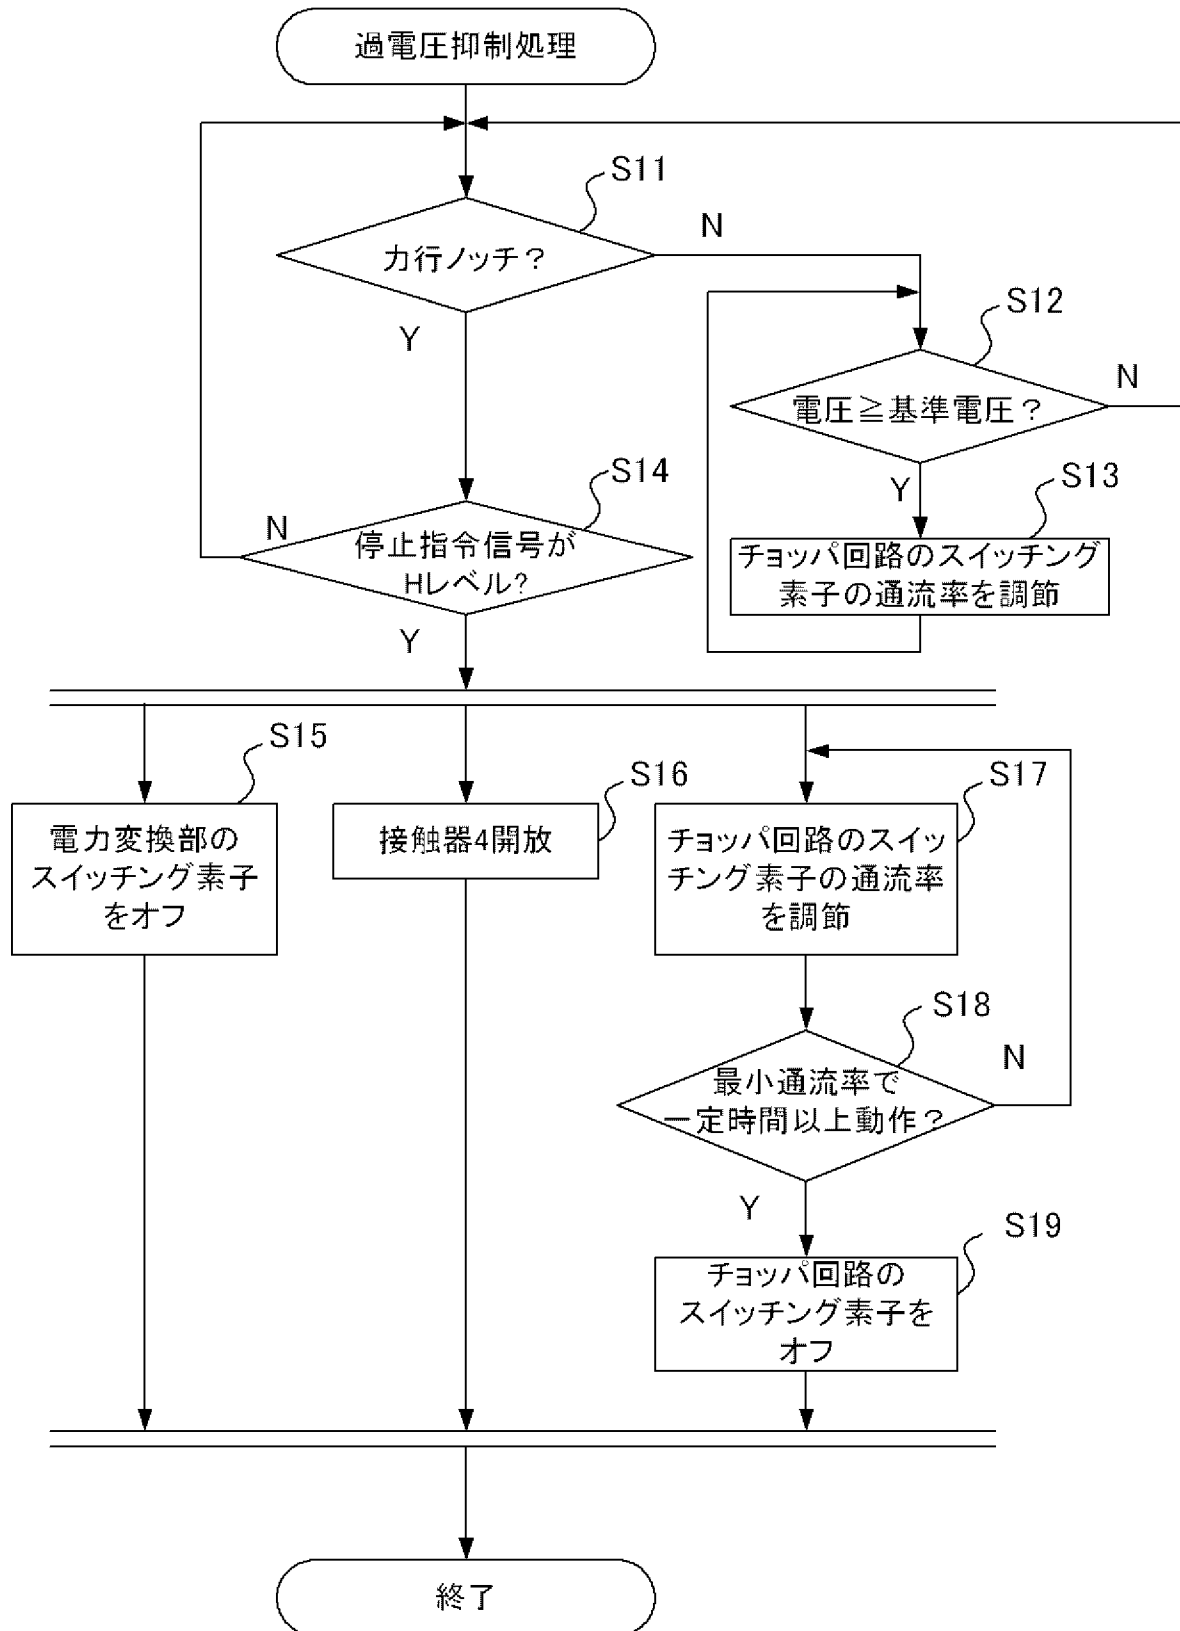 過電圧抑制処理
S11
力行ノッチ？
N
Y
S12
電圧≧基準電圧？
N
Y
S13
チョッパ回路のスイッチング
素子の通流率を調節
S14
停止指令信号が
Hレベル?
N
Y
S15
電力変換部の
スイッチング素子
をオフ
S16
接触器4開放
S17
チョッパ回路のスイッ
チング素子の通流率
を調節
S18
最小通流率で
一定時間以上動作？
N
Y
S19
チョッパ回路の
スイッチング素子を
オフ
終了